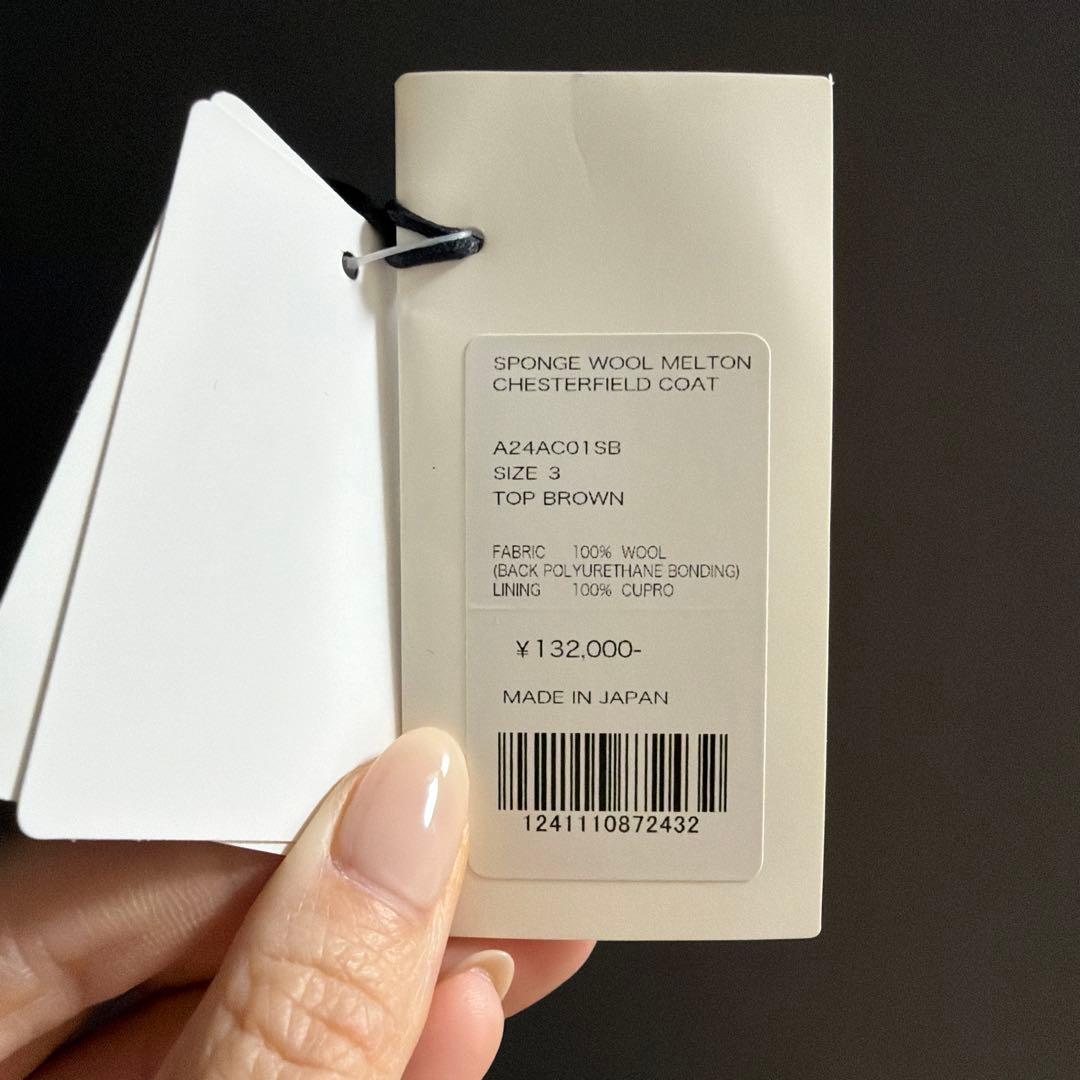 SPONGE WOOL MELTON
CHESTERFIELD COAT
A24AC01SB
SIZE 3
TOP BROWN
FABRIC 100% WOOL
(BACK POLYURETHANE BONDING)
LINING 100% CUPRO
¥132,000-
MADE IN JAPAN
1241110872432